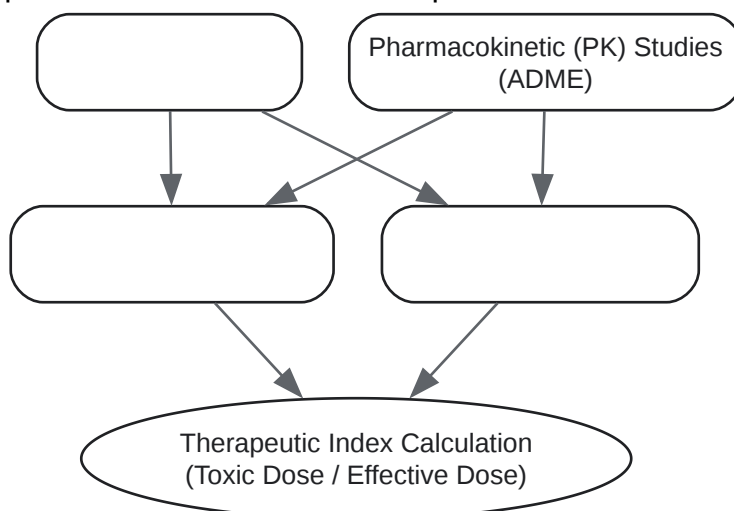 Pharmacokinetic (PK) Studies
(ADME)
Therapeutic Index Calculation
(Toxic Dose / Effective Dose)